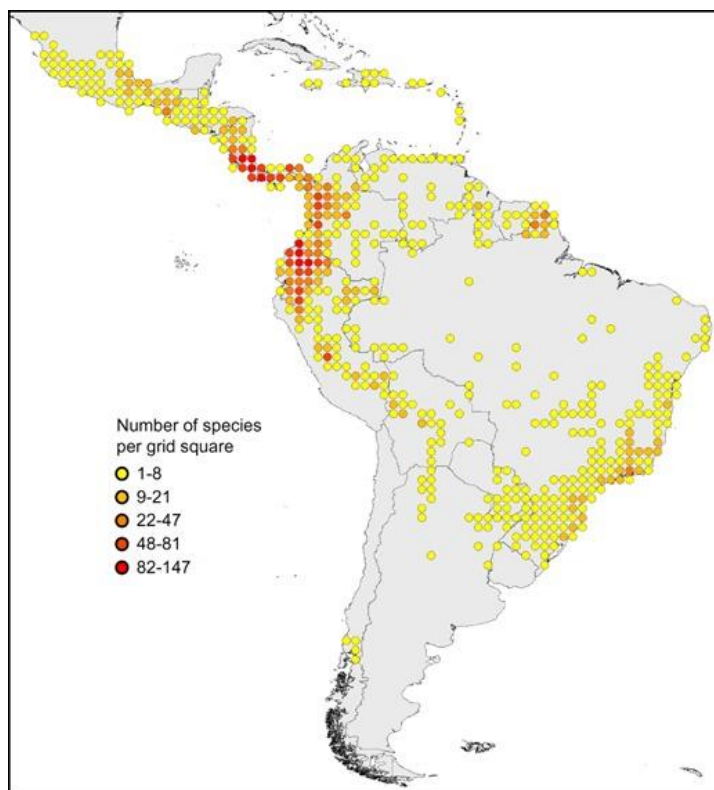 Number of species
per grid square
1-8
9-21
22-47
48-81
82-147